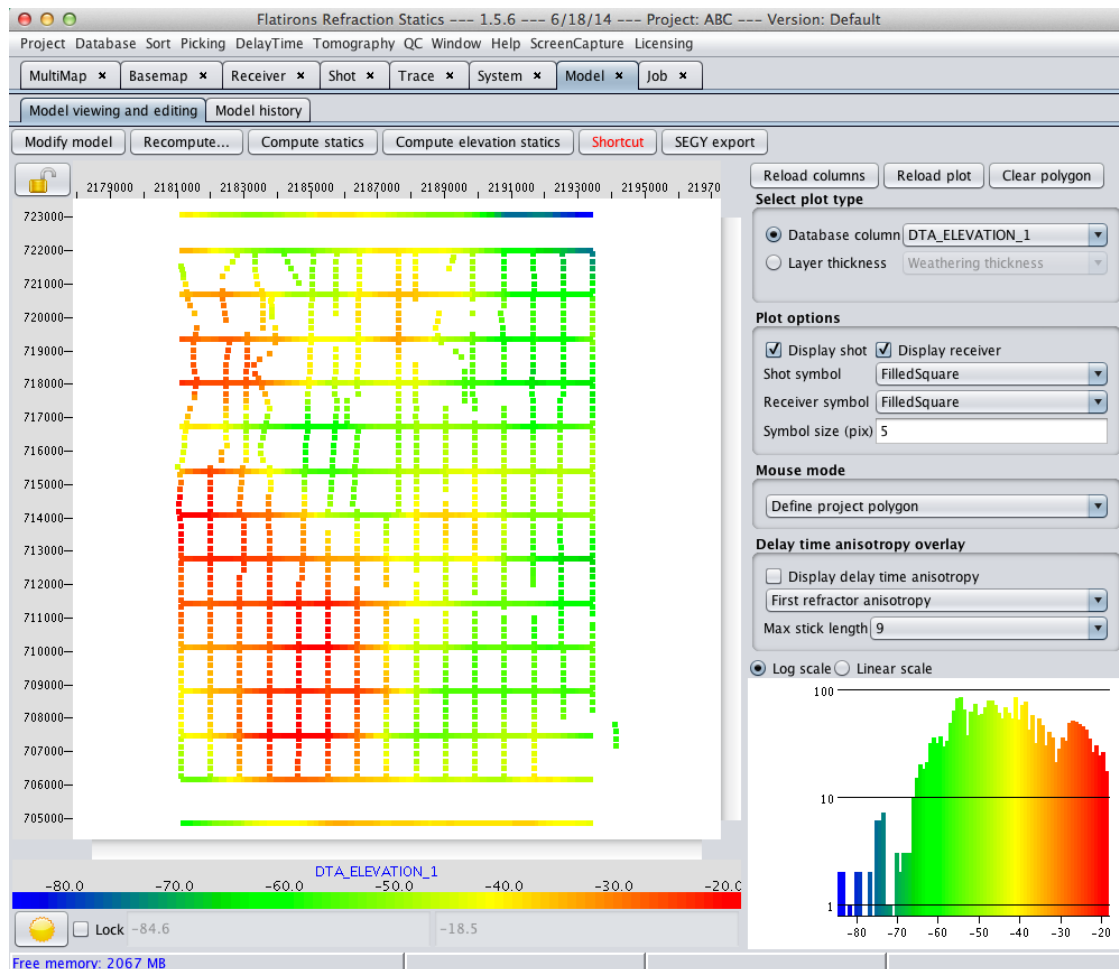 Flatirons Refraction Statics --- 1.5.6 --- 6/18/14 --- Project: ABC --- Version: Default
Project Database Sort Picking DelayTime Tomography QC Window Help ScreenCapture Licensing
MultiMap × Basemap × Receiver × Shot × Trace × System × Model × Job ×
Model viewing and editing Model history
Modify model Recompute... Compute statics Compute elevation statics Shortcut SEGY export
2179000 2181000 2183000 2185000 2187000 2189000 2191000 2193000 2195000 21970
723000
722000
721000
720000
719000
718000
717000
716000
715000
714000
713000
712000
711000
710000
709000
708000
707000
706000
705000
DTA_ELEVATION_1
-80.0 -70.0 -60.0 -50.0 -40.0 -30.0 -20.0
Lock -84.6 -18.5
Free memory: 2067 MB
Reload columns Reload plot Clear polygon
Select plot type
Database column DTA_ELEVATION_1
Layer thickness Weathering thickness
Plot options
Display shot Display receiver
Shot symbol FilledSquare
Receiver symbol FilledSquare
Symbol size (pix) 5
Mouse mode
Define project polygon
Delay time anisotropy overlay
Display delay time anisotropy
First refractor anisotropy
Max stick length 9
Log scale Linear scale
100
10
1
-80 -70 -60 -50 -40 -30 -20